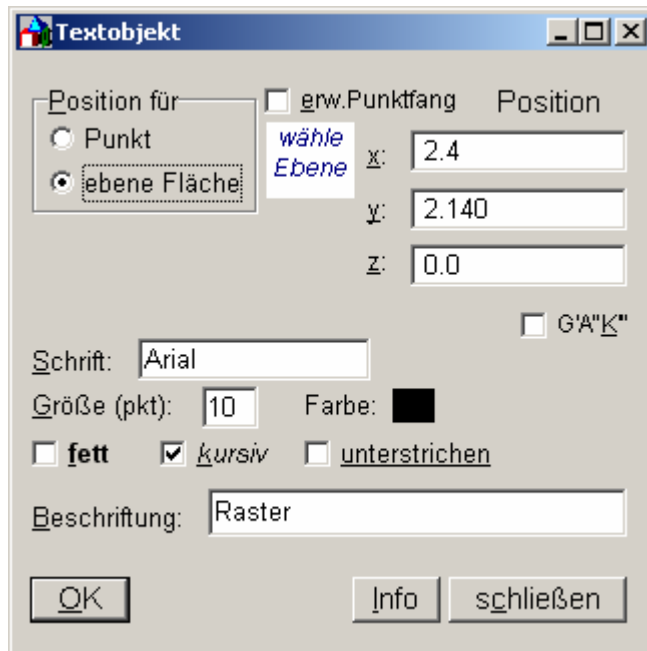 Textobjekt
Position für
Punkt
ebene Fläche
erw.Punktfang
wähle
Ebene
Position
x: 2.4
y: 2.140
z: 0.0
G'A"K'"
Schrift: Arial
Größe (pkt): 10 Farbe:
fett kursiv unterstrichen
Beschriftung: Raster
OK Info schließen